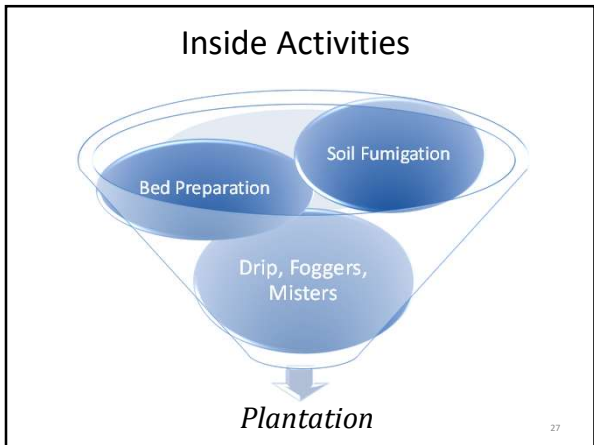 Inside Activities
Soil Fumigation
Bed Preparation
Drip, Foggers,
Misters
Plantation
27